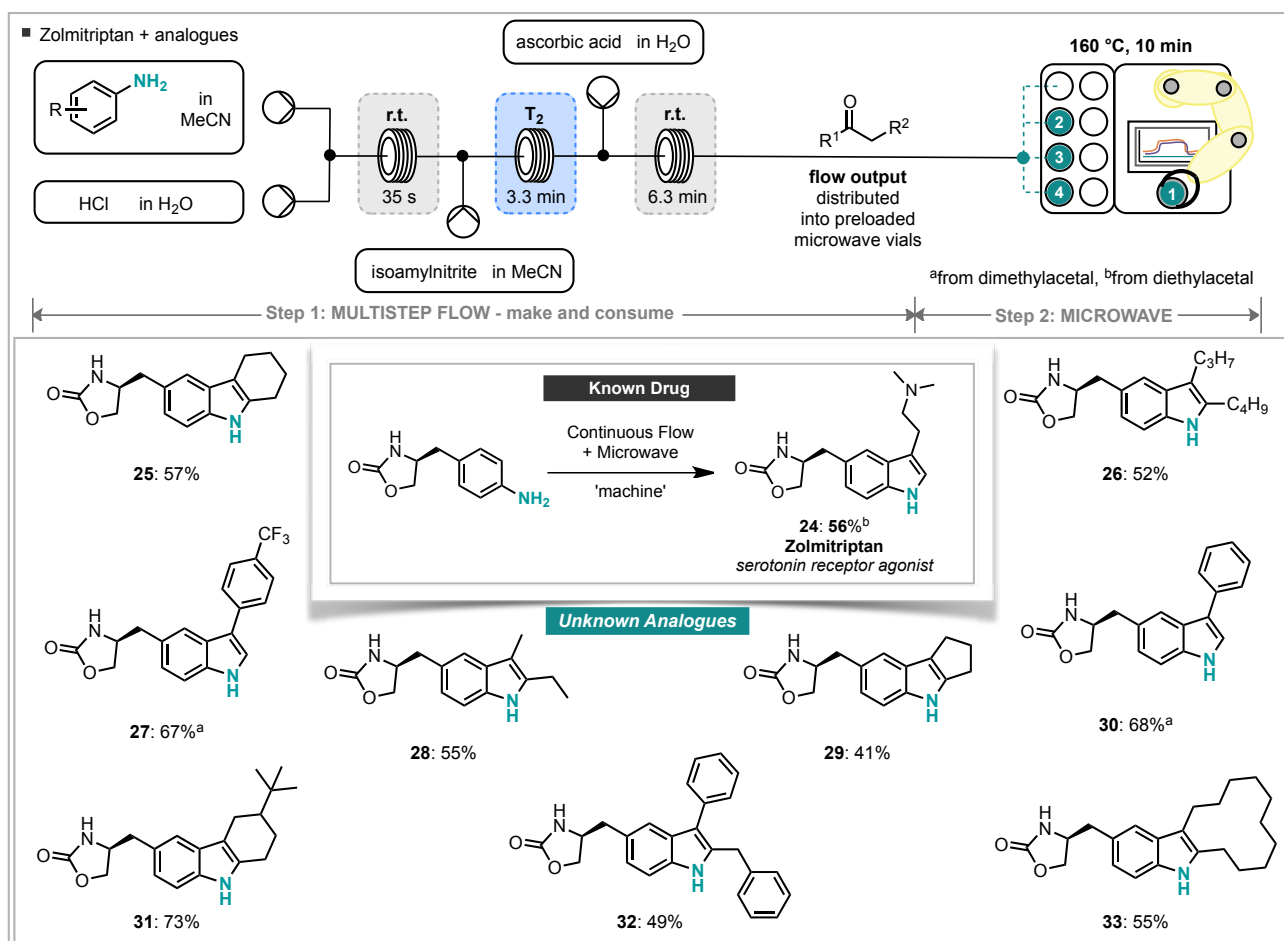 ■ Zolmitriptan + analogues
ascorbic acid in H₂O
160 °C, 10 min
NH₂
R
in
MeCN
r.t.
T₂
r.t.
O
R¹
R²
2
3
4
1
35 s
3.3 min
6.3 min
flow output
distributed
into preloaded
microwave vials
HCl in H₂O
isoamylnitrite in MeCN
ᵃfrom dimethylacetal, ᵇfrom diethylacetal
Step 1: MULTISTEP FLOW - make and consume
Step 2: MICROWAVE
H
N
O
O
N
H
25: 57%
Known Drug
H
N
O
O
NH₂
Continuous Flow
+ Microwave
'machine'
N
H
N
O
O
N
H
24: 56%ᵇ
Zolmitriptan
serotonin receptor agonist
C₃H₇
C₄H₉
H
N
O
O
N
H
26: 52%
CF₃
H
N
O
O
N
H
27: 67%ᵃ
Unknown Analogues
H
N
O
O
N
H
28: 55%
H
N
O
O
N
H
29: 41%
H
N
O
O
N
H
30: 68%ᵃ
H
N
O
O
N
H
31: 73%
H
N
O
O
N
H
32: 49%
H
N
O
O
N
H
33: 55%